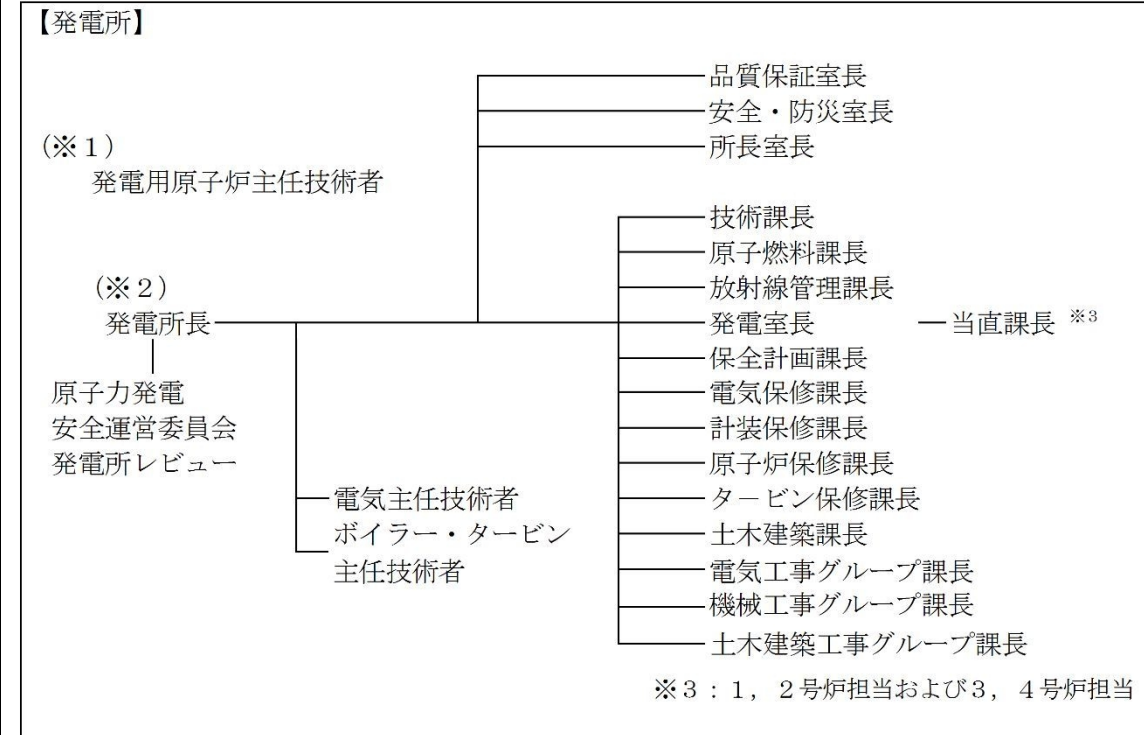 【発電所】
品質保証室長
安全・防災室長
(※１)
所長室長
発電用原子炉主任技術者
技術課長
原子燃料課長
(※２)
放射線管理課長
発電所長
発電室長
当直課長 ※3
原子力発電
安全運営委員会
発電所レビュー
保全計画課長
電気保修課長
計装保修課長
原子炉保修課長
電気主任技術者
ボイラー・タービン
主任技術者
タ－ビン保修課長
土木建築課長
電気工事グループ課長
機械工事グループ課長
土木建築工事グループ課長
※３：１，２号炉担当および３，４号炉担当